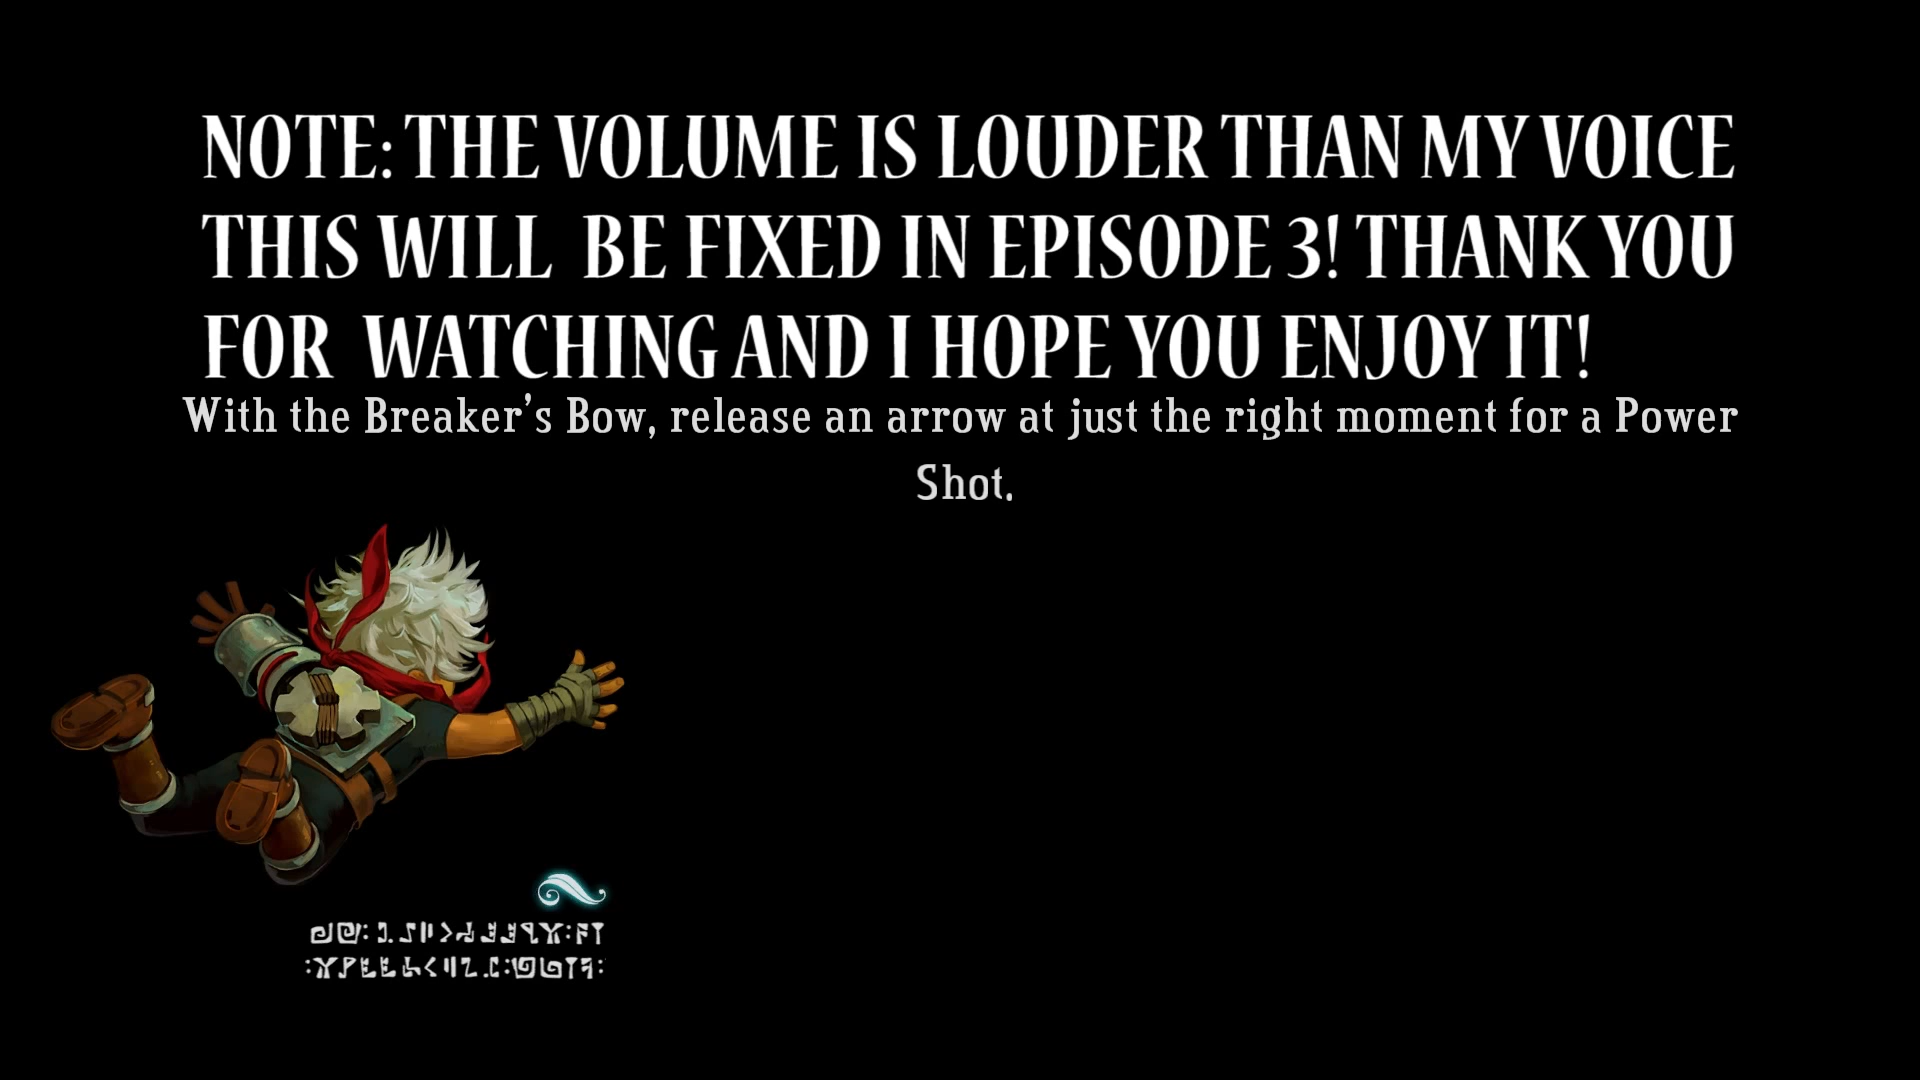 NOTE: THE VOLUME IS LOUDER THAN MY VOICE
THIS WILL BE FIXED IN EPISODE 3! THANK YOU
FOR WATCHING AND I HOPE YOU ENJOY IT!
With the Breaker’s Bow, release an arrow at just the right moment for a Power
Shot.